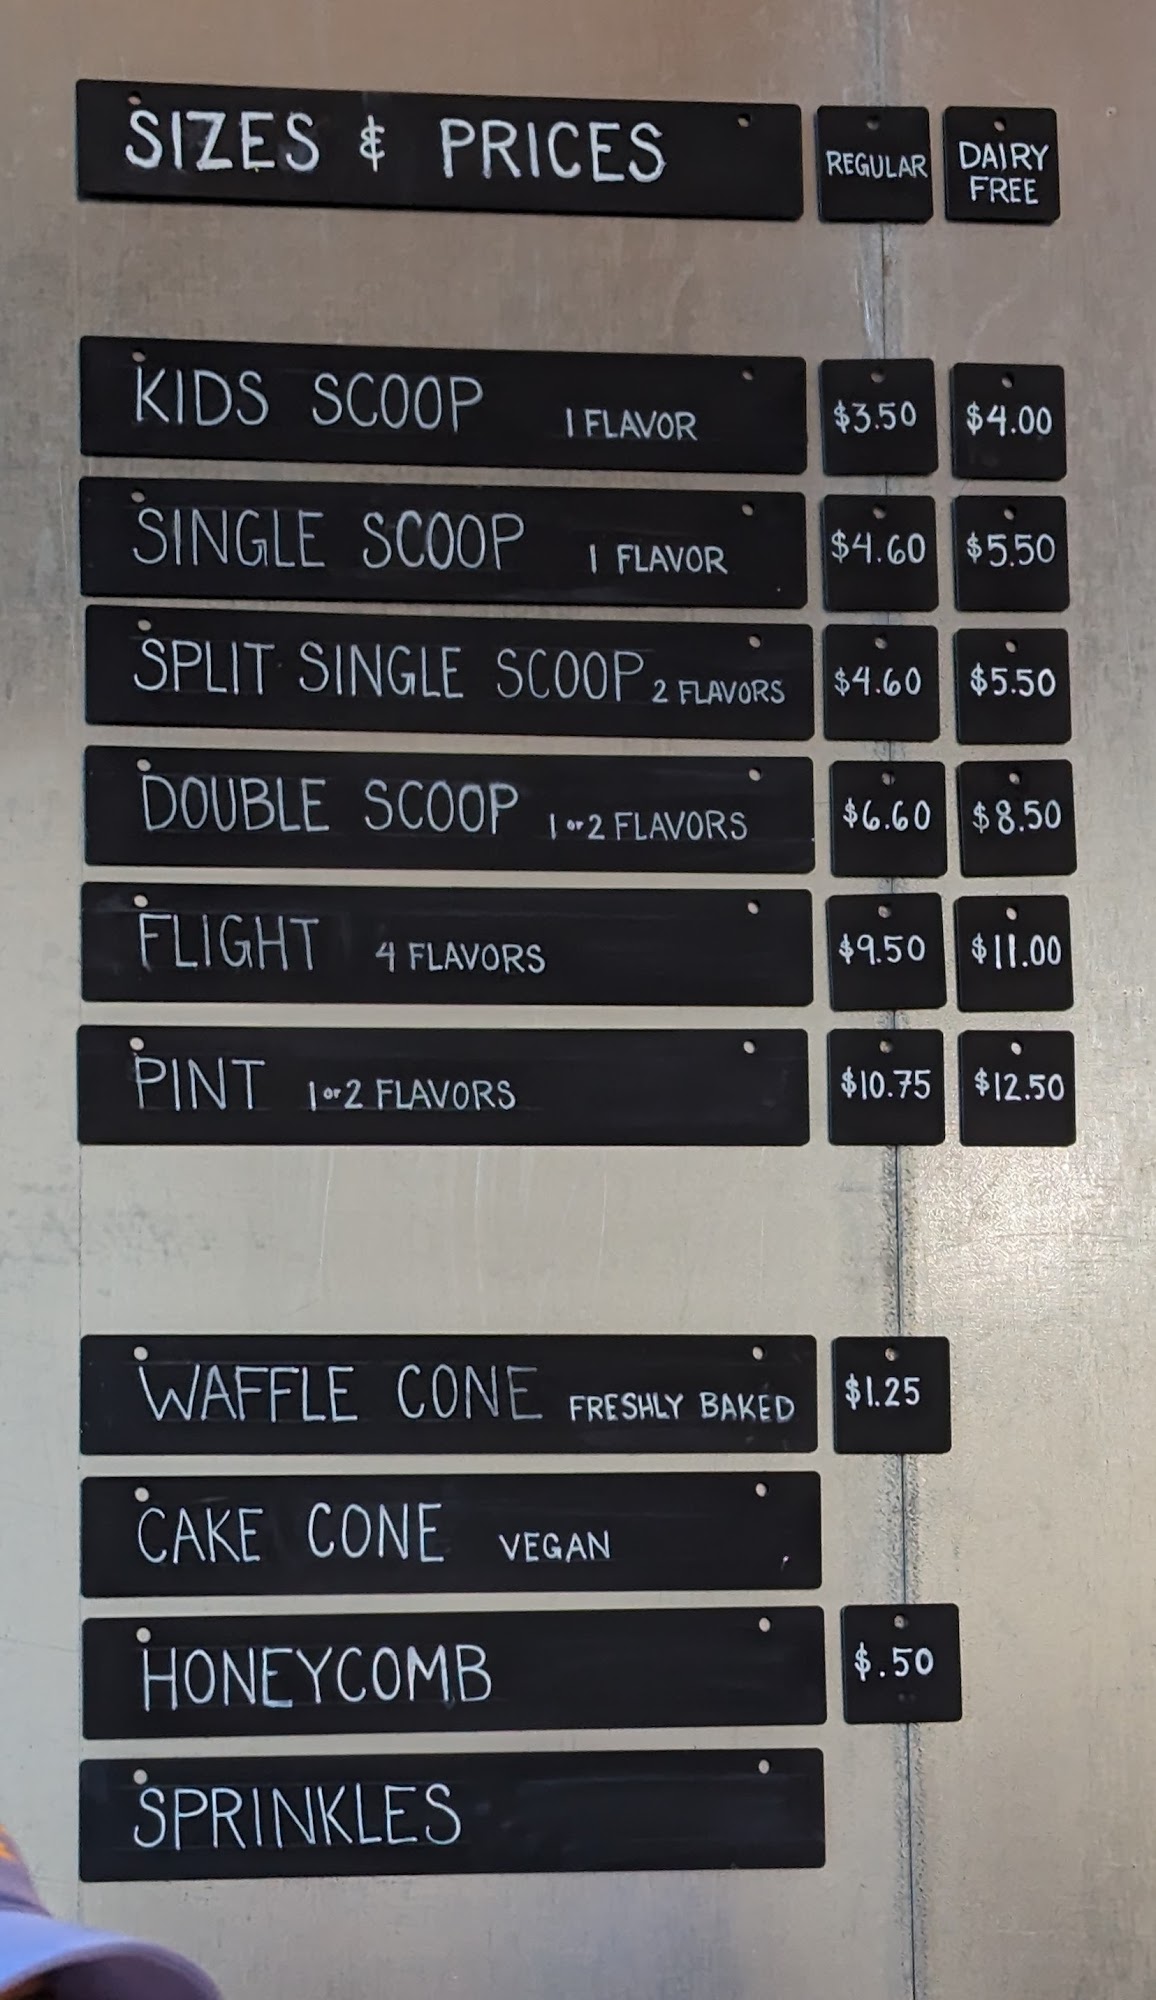 SIZES & PRICES REGULAR DAIRY FREE
KIDS SCOOP 1 FLAVOR $3.50 $4.00
SINGLE SCOOP 1 FLAVOR $4.60 $5.50
SPLIT SINGLE SCOOP 2 FLAVORS $4.60 $5.50
DOUBLE SCOOP 1 or 2 FLAVORS $6.60 $8.50
FLIGHT 4 FLAVORS $9.50 $11.00
PINT 1 or 2 FLAVORS $10.75 $12.50
WAFFLE CONE FRESHLY BAKED $1.25
CAKE CONE VEGAN
HONEYCOMB $.50
SPRINKLES